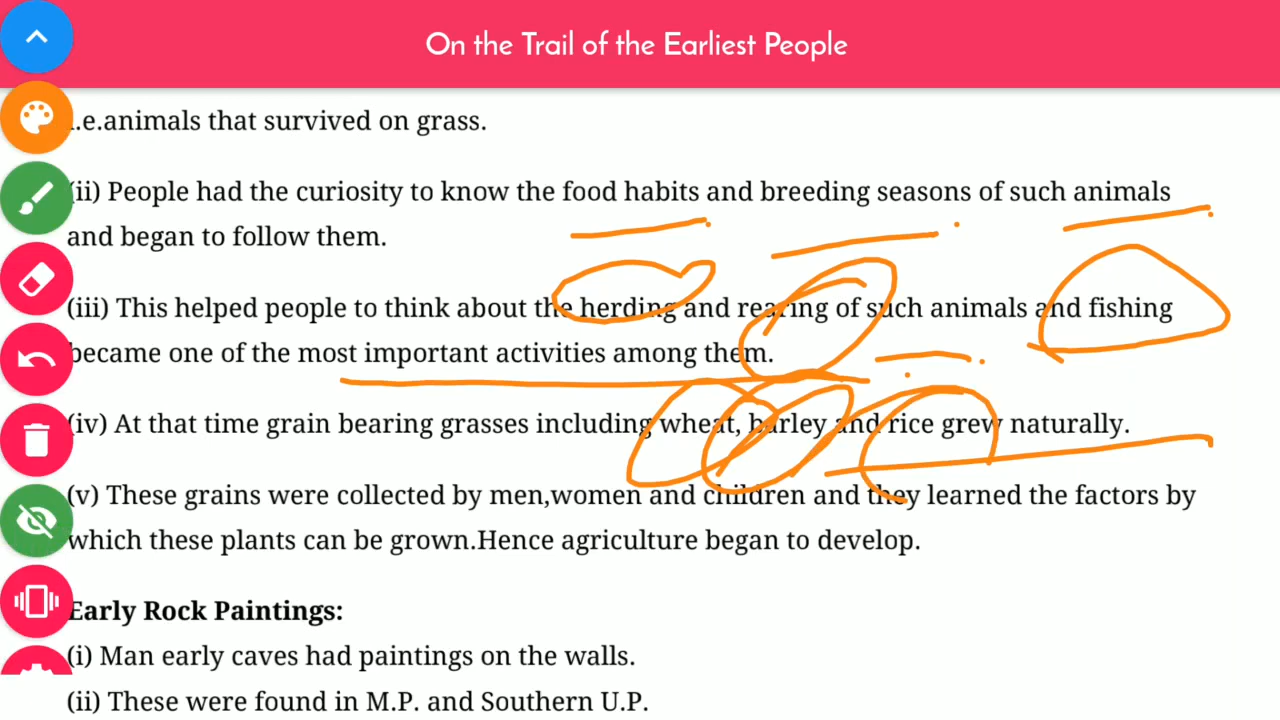 On the Trail of the Earliest People
i.e.animals that survived on grass.
(ii) People had the curiosity to know the food habits and breeding seasons of such animals
and began to follow them.
(iii) This helped people to think about the herding and rearing of such animals and fishing
became one of the most important activities among them.
(iv) At that time grain bearing grasses including wheat, barley and rice grew naturally.
(v) These grains were collected by men,women and children and they learned the factors by
which these plants can be grown.Hence agriculture began to develop.
Early Rock Paintings:
(i) Man early caves had paintings on the walls.
(ii) These were found in M.P. and Southern U.P.